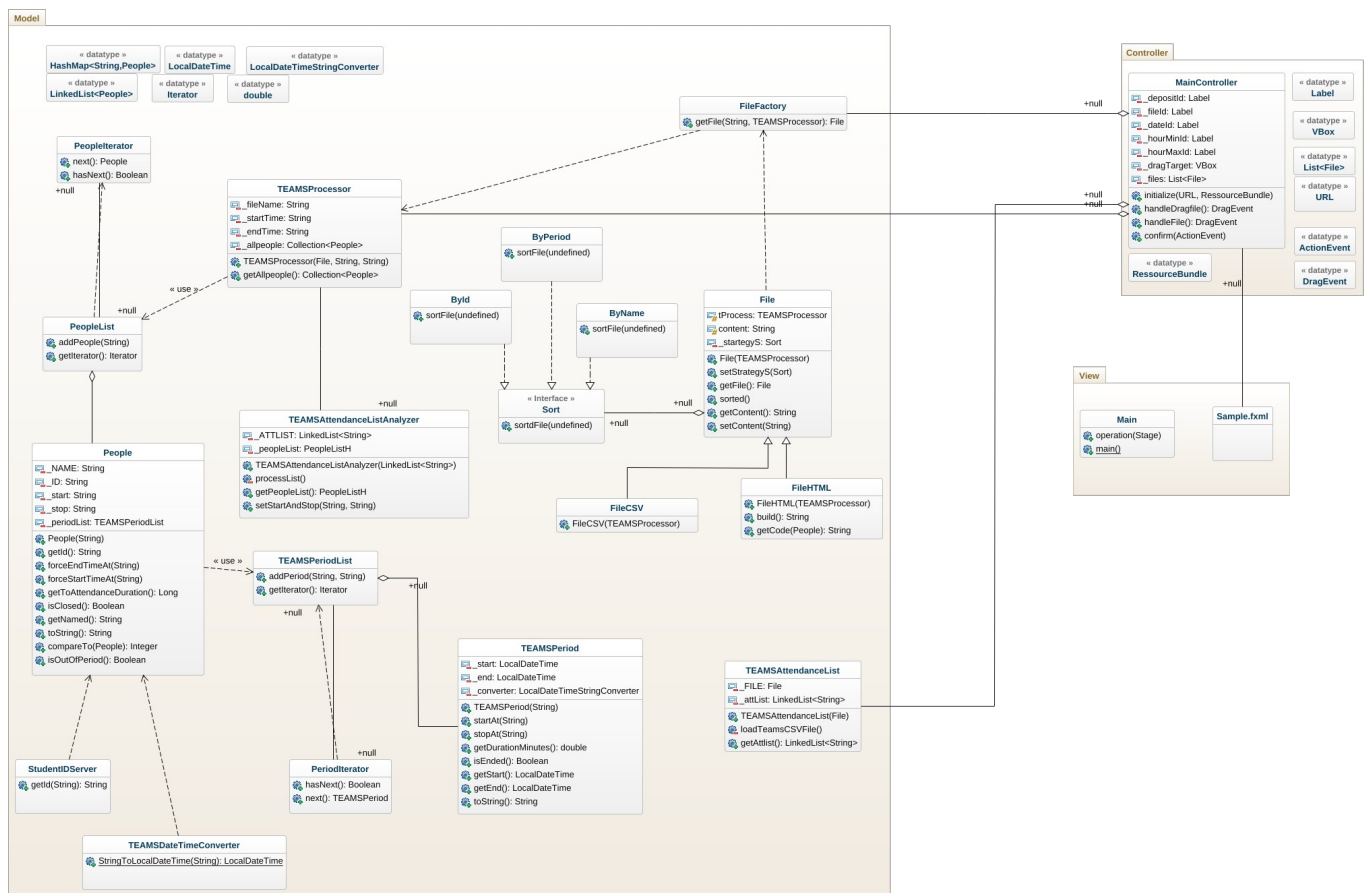 Model
« datatype »
HashMap<String,People>
« datatype »
LocalDateTime
« datatype »
LocalDateTimeStringConverter
« datatype »
LinkedList<People>
« datatype »
Iterator
« datatype »
double
PeopleIterator
next(): People
hasNext(): Boolean
+null
+null
PeopleList
addPeople(String)
getIterator(): Iterator
« use »
TEAMSProcessor
_fileName: String
_startTime: String
_endTime: String
_allpeople: Collection<People>
TEAMSProcessor(File, String, String)
getAllpeople(): Collection<People>
FileFactory
getFile(String, TEAMSProcessor): File
ByPeriod
sortFile(undefined)
ById
sortFile(undefined)
ByName
sortFile(undefined)
« Interface »
Sort
sortdFile(undefined)
+null
+null
File
tProcess: TEAMSProcessor
content: String
_startegyS: Sort
File(TEAMSProcessor)
setStrategyS(Sort)
getFile(): File
sorted()
getContent(): String
setContent(String)
FileCSV
FileCSV(TEAMSProcessor)
FileHTML
FileHTML(TEAMSProcessor)
build(): String
getCode(People): String
+null
TEAMSAttendanceListAnalyzer
_ATTLIST: LinkedList<String>
_peopleList: PeopleListH
TEAMSAttendanceListAnalyzer(LinkedList<String>)
processList()
getPeopleList(): PeopleListH
setStartAndStop(String, String)
People
_NAME: String
_ID: String
_start: String
_stop: String
_periodList: TEAMSPeriodList
People(String)
getId(): String
forceEndTimeAt(String)
forceStartTimeAt(String)
getToAttendanceDuration(): Long
isClosed(): Boolean
getNamed(): String
toString(): String
compareTo(People): Integer
isOutOfPeriod(): Boolean
« use »
TEAMSPeriodList
addPeriod(String, String)
getIterator(): Iterator
+null
+null
TEAMSPeriod
_start: LocalDateTime
_end: LocalDateTime
_converter: LocalDateTimeStringConverter
TEAMSPeriod(String)
startAt(String)
stopAt(String)
getDurationMinutes(): double
isEnded(): Boolean
getStart(): LocalDateTime
getEnd(): LocalDateTime
toString(): String
TEAMSAttendanceList
_FILE: File
_attList: LinkedList<String>
TEAMSAttendanceList(File)
loadTeamsCSVFile()
getAttlist(): LinkedList<String>
StudentIDServer
getId(String): String
+null
PeriodIterator
hasNext(): Boolean
next(): TEAMSPeriod
TEAMSDateTimeConverter
StringToLocalDateTime(String): LocalDateTime
Controller
+null
+null
+null
MainController
_depositId: Label
_fileId: Label
_dateId: Label
_hourMinId: Label
_hourMaxId: Label
_dragTarget: VBox
_files: List<File>
initialize(URL, RessourceBundle)
handleDragfile(): DragEvent
handleFile(): DragEvent
confirm(ActionEvent)
« datatype »
Label
« datatype »
VBox
« datatype »
List<File>
« datatype »
URL
« datatype »
ActionEvent
« datatype »
DragEvent
« datatype »
RessourceBundle
+null
View
Main
operation(Stage)
main()
Sample.fxml